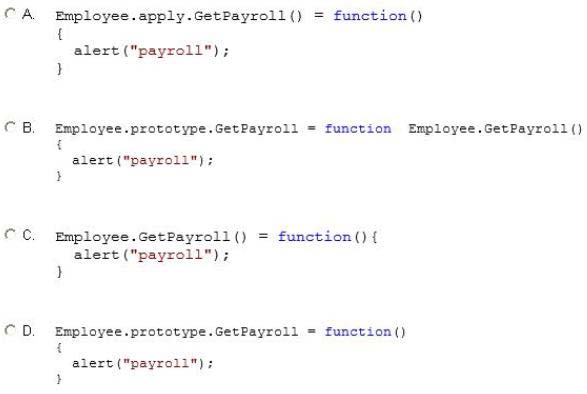 A. Employee.apply.GetPayroll() = function()
{
alert("payroll");
}
B. Employee.prototype.GetPayroll = function Employee.GetPayroll()
{
alert("payroll");
}
C. Employee.GetPayroll() = function(){
alert("payroll");
}
D. Employee.prototype.GetPayroll = function()
{
alert("payroll");
}